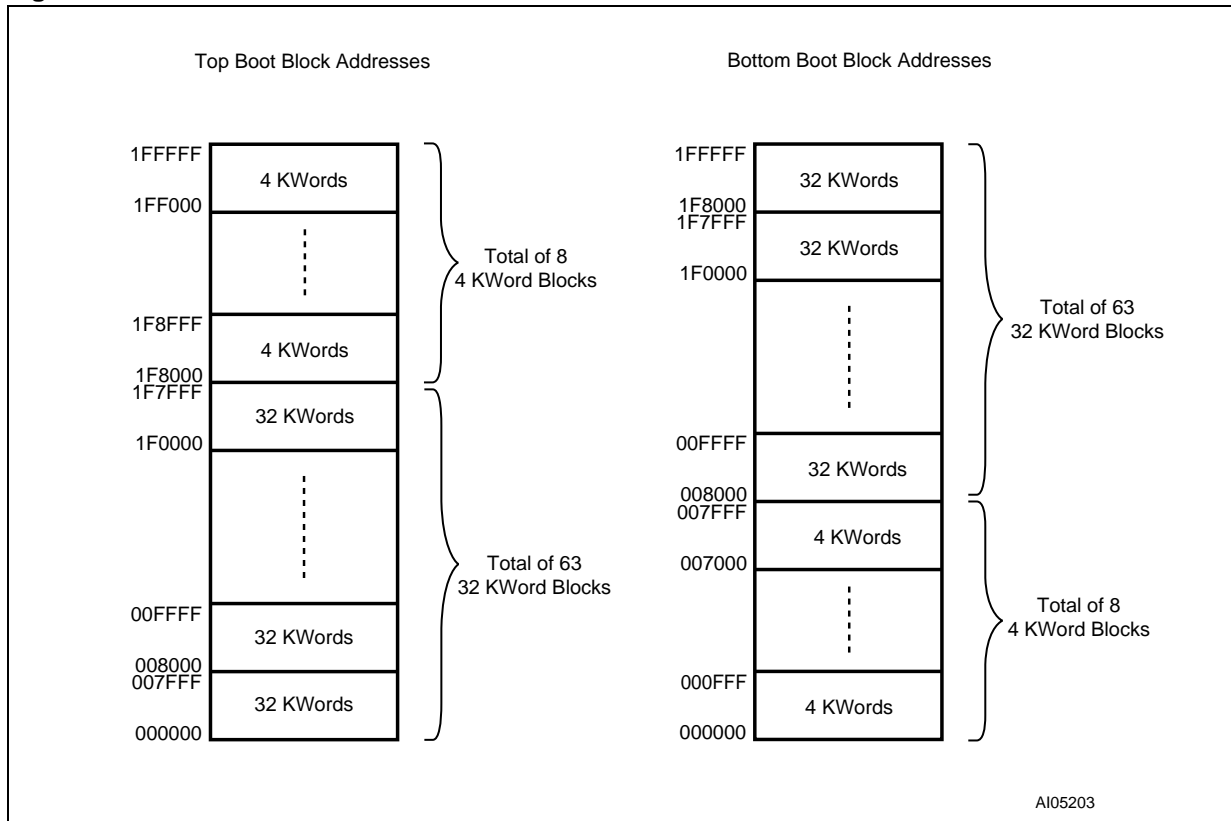 Top Boot Block Addresses
1FFFFF
4 KWords
1FF000
Total of 8
4 KWord Blocks
1F8FFF
4 KWords
1F8000
1F7FFF
32 KWords
1F0000
Total of 63
32 KWord Blocks
00FFFF
32 KWords
008000
007FFF
32 KWords
000000
Bottom Boot Block Addresses
1FFFFF
32 KWords
1F8000
1F7FFF
32 KWords
1F0000
Total of 63
32 KWord Blocks
00FFFF
32 KWords
008000
007FFF
4 KWords
007000
Total of 8
4 KWord Blocks
000FFF
4 KWords
000000
AI05203